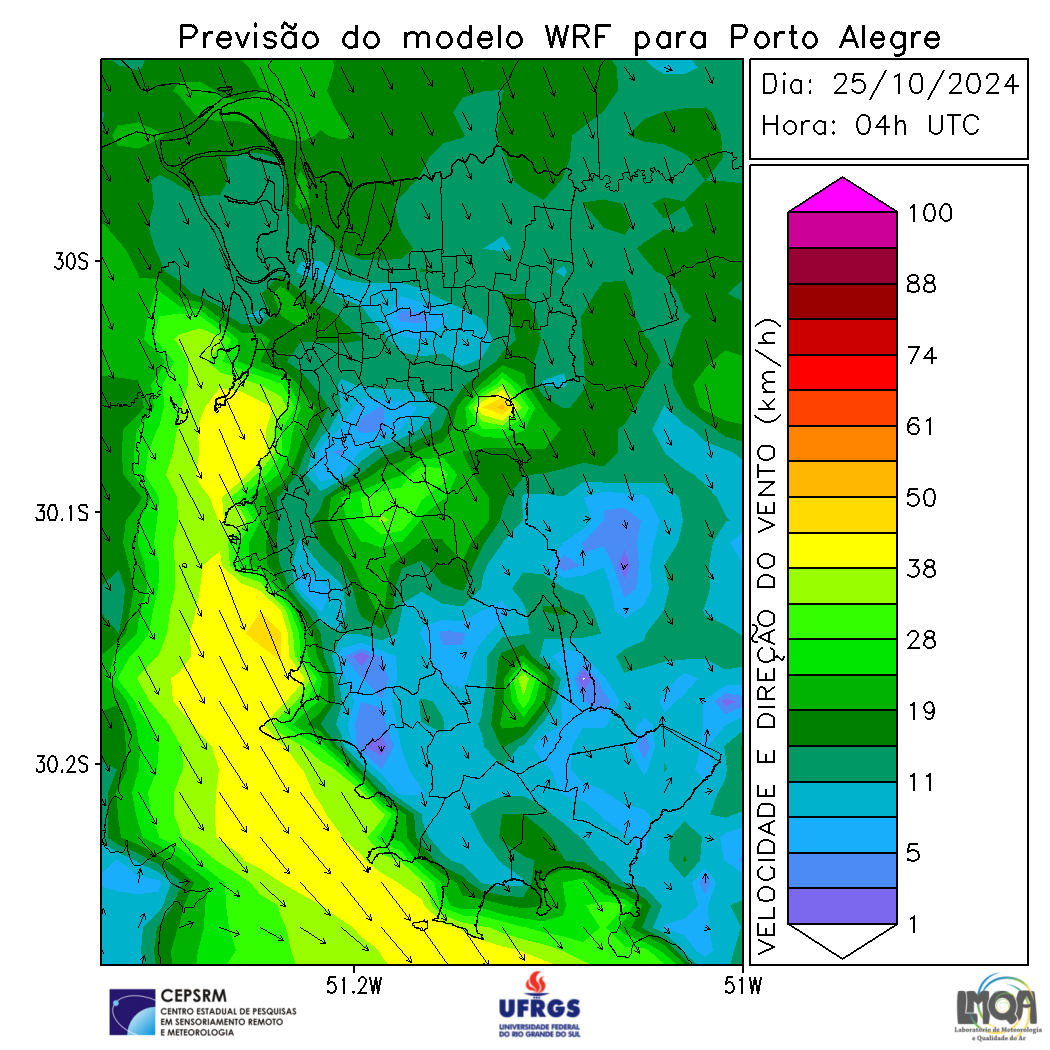 Previsão do modelo WRF para Porto Alegre
Dia: 25/10/2024
Hora: 04h UTC
30S
30.1S
30.2S
51.2W
51W
VELOCIDADE E DIREÇÃO DO VENTO (km/h)
100
88
74
61
50
38
28
19
11
5
1
CEPSRM
CENTRO ESTADUAL DE PESQUISAS
EM SENSORIAMENTO REMOTO
E METEOROLOGIA
UFRGS
UNIVERSIDADE FEDERAL
DO RIO GRANDE DO SUL
LMQA
Laboratório de Meteorologia
e Qualidade do Ar